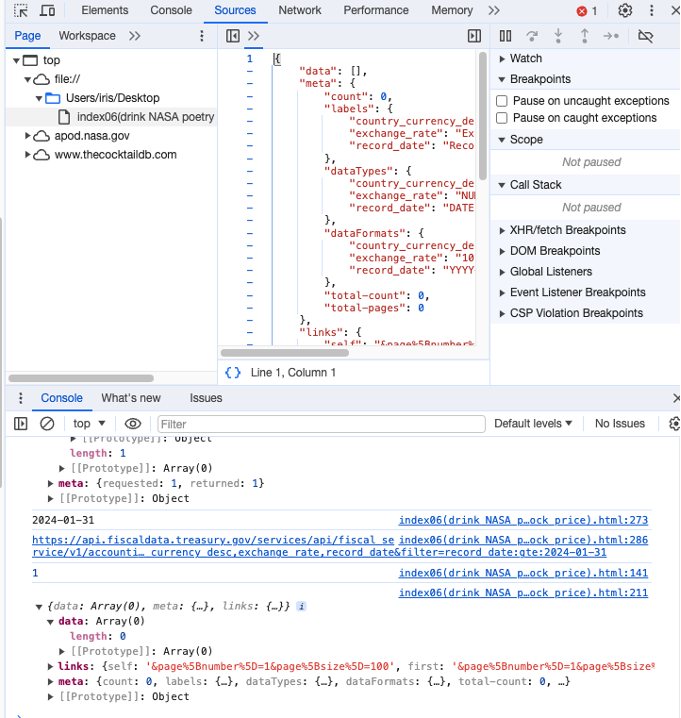 Elements Console Sources Network Performance Memory 1
Page Workspace
top
file://
Users/iris/Desktop
index06(drink NASA poetry
apod.nasa.gov
www.thecocktaildb.com
1 {
"data": [],
"meta": {
"count": 0,
"labels": {
"country_currency_de
"exchange_rate": "Ex
"record_date": "Reco
},
"dataTypes": {
"country_currency_de
"exchange_rate": "NUM
"record_date": "DATE
},
"dataFormats": {
"country_currency_de
"exchange_rate": "10
"record_date": "YYYY
},
"total-count": 0,
"total-pages": 0
},
"links": {
"self": "&page%5Bnumber%
{} Line 1, Column 1
Watch
Breakpoints
Pause on uncaught exceptions
Pause on caught exceptions
Scope
Not paused
Call Stack
Not paused
XHR/fetch Breakpoints
DOM Breakpoints
Global Listeners
Event Listener Breakpoints
CSP Violation Breakpoints
Console What's new Issues
top Filter Default levels No Issues
[[Prototype]]: Object
length: 1
[[Prototype]]: Array(0)
meta: {requested: 1, returned: 1}
[[Prototype]]: Object
2024-01-31 index06(drink NASA p…ock price).html:273
https://api.fiscaldata.treasury.gov/services/api/fiscal_se index06(drink NASA p…ock price).html:286
rvice/v1/accounti…_currency_desc,exchange_rate,record_date&filter=record_date:gte:2024-01-31
1 index06(drink NASA p…ock price).html:141
index06(drink NASA p…ock price).html:211
{data: Array(0), meta: {…}, links: {…}} i
data: Array(0)
length: 0
[[Prototype]]: Array(0)
links: {self: '&page%5Bnumber%5D=1&page%5Bsize%5D=100', first: '&page%5Bnumber%5D=1&page%5Bsize%
meta: {count: 0, labels: {…}, dataTypes: {…}, dataFormats: {…}, total-count: 0, …}
[[Prototype]]: Object